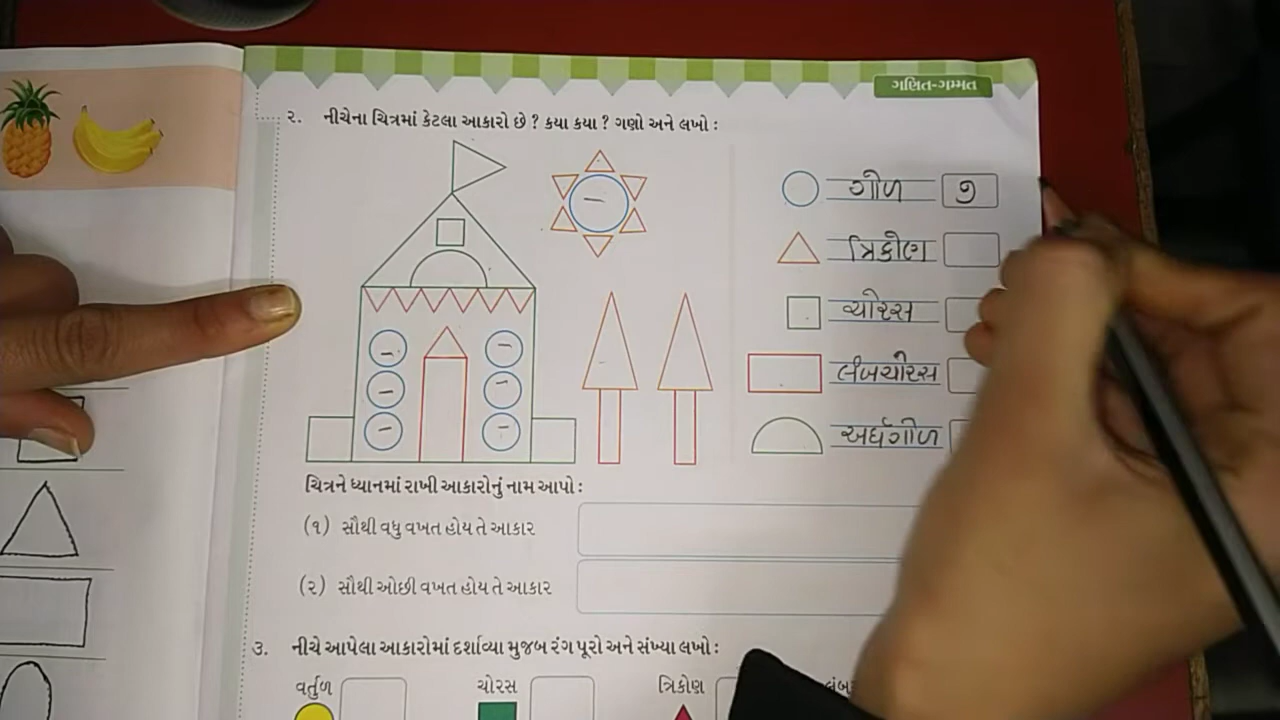 ગણિત-ગમ્મત
૨. નીચેના ચિત્રમાં કેટલા આકારો છે ? કયા કયા ? ગણો અને લખો :
ગોળ ૭
ત્રિકોણ
ચોરસ
લંબચોરસ
અર્ધગોળ
ચિત્રને ધ્યાનમાં રાખી આકારોનું નામ આપો :
(૧) સૌથી વધુ વખત હોય તે આકાર
(૨) સૌથી ઓછી વખત હોય તે આકાર
૩. નીચે આપેલા આકારોમાં દર્શાવ્યા મુજબ રંગ પૂરો અને સંખ્યા લખો :
વર્તુળ ચોરસ ત્રિકોણ